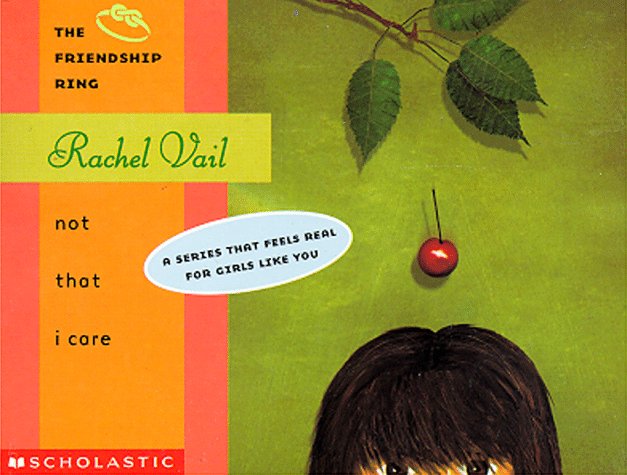 THE
FRIENDSHIP
RING
Rachel Vail
not
that
i care
A SERIES THAT FEELS REAL
FOR GIRLS LIKE YOU
SCHOLASTIC